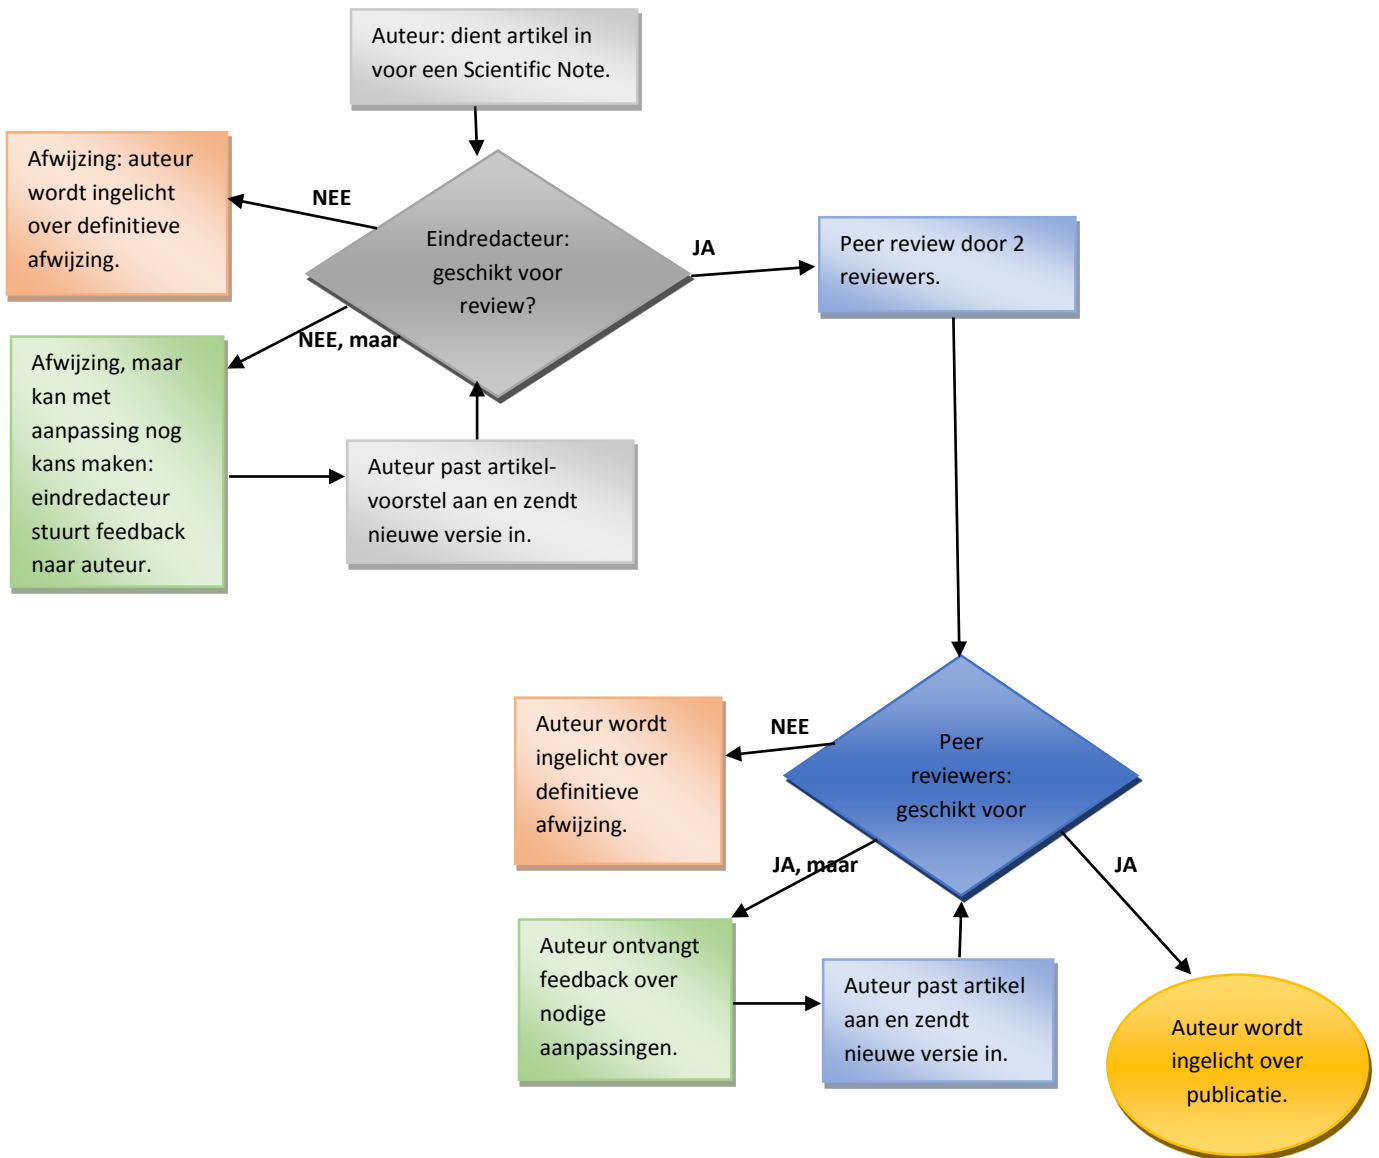 Auteur: dient artikel in
voor een Scientific Note.
Afwijzing: auteur
wordt ingelicht
over definitieve
afwijzing.
NEE
Eindredacteur:
geschikt voor
review?
JA
Peer review door 2
reviewers.
NEE, maar
Afwijzing, maar
kan met
aanpassing nog
kans maken:
eindredacteur
stuurt feedback
naar auteur.
Auteur past artikel-
voorstel aan en zendt
nieuwe versie in.
Auteur wordt
ingelicht over
definitieve
afwijzing.
NEE
Peer
reviewers:
geschikt voor
JA, maar
JA
Auteur ontvangt
feedback over
nodige
aanpassingen.
Auteur past artikel
aan en zendt
nieuwe versie in.
Auteur wordt
ingelicht over
publicatie.